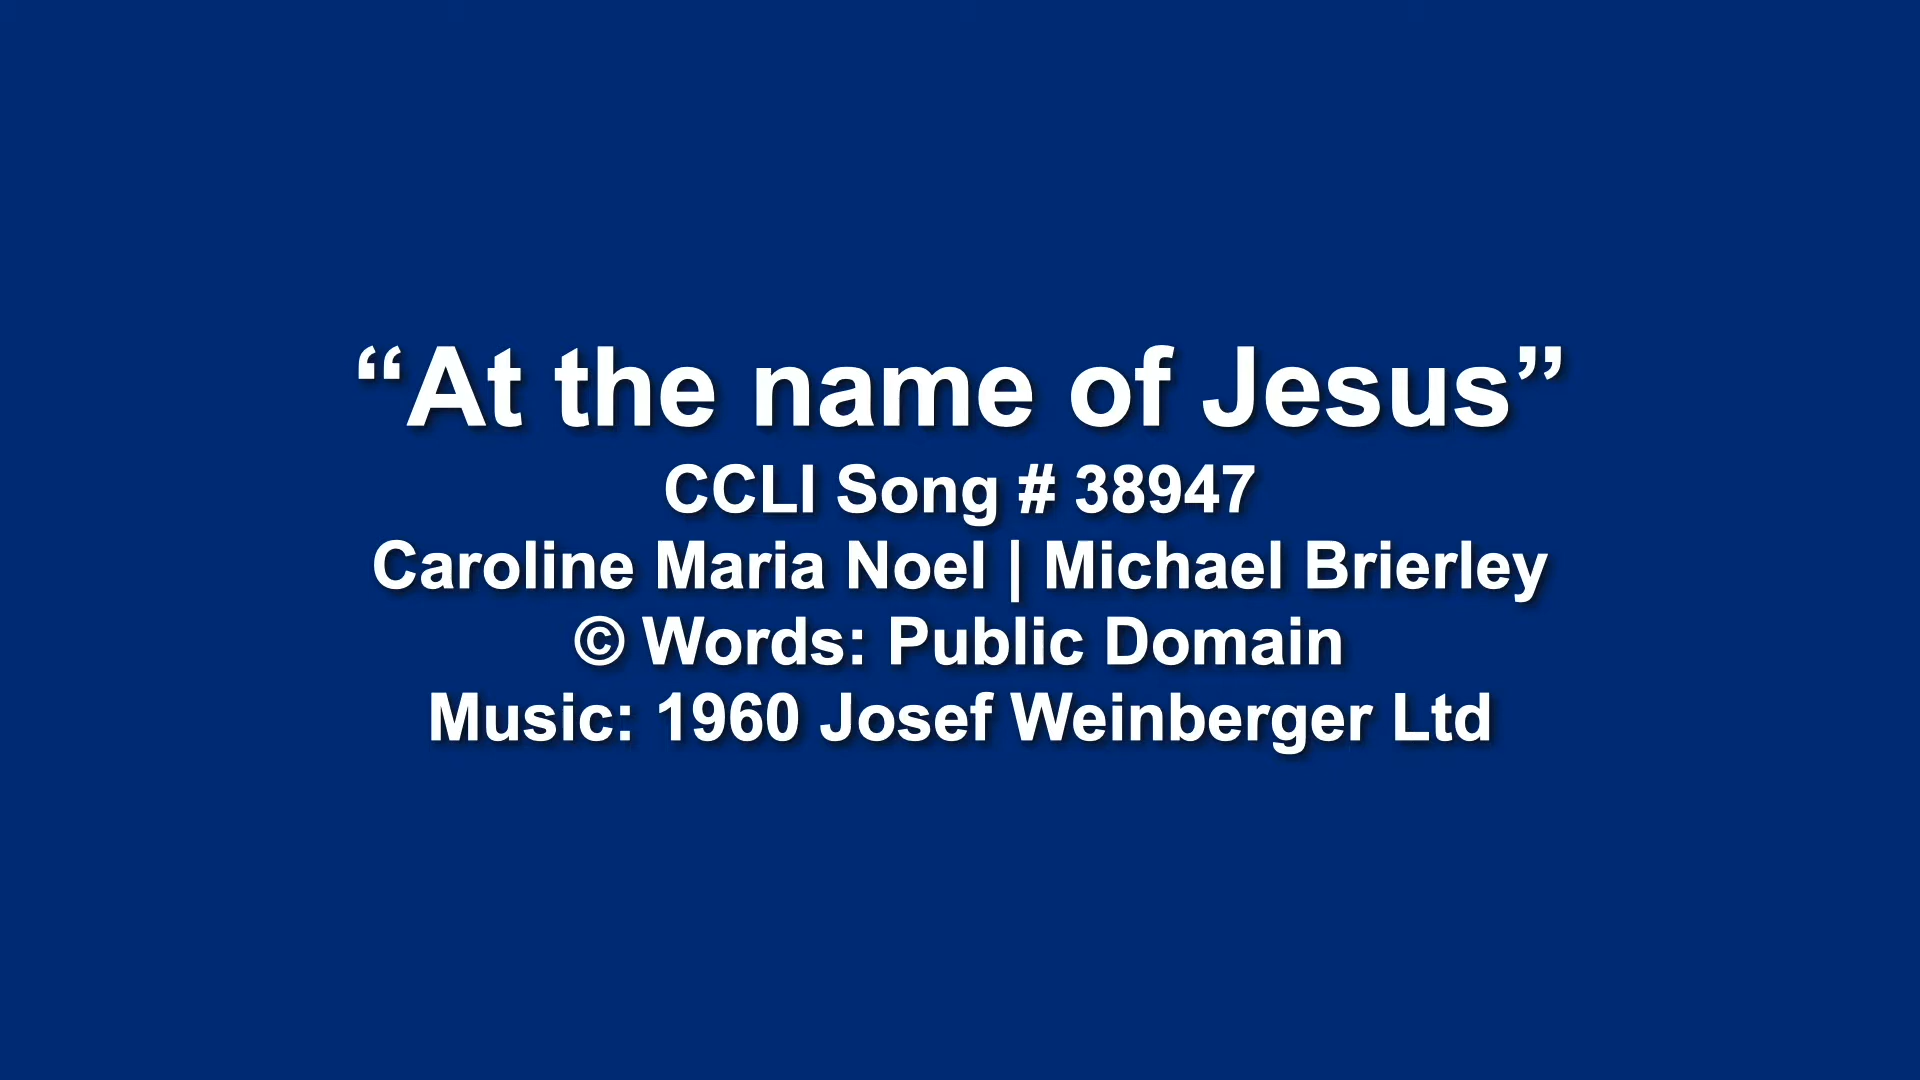 “At the name of Jesus”
CCLI Song # 38947
Caroline Maria Noel | Michael Brierley
© Words: Public Domain
Music: 1960 Josef Weinberger Ltd